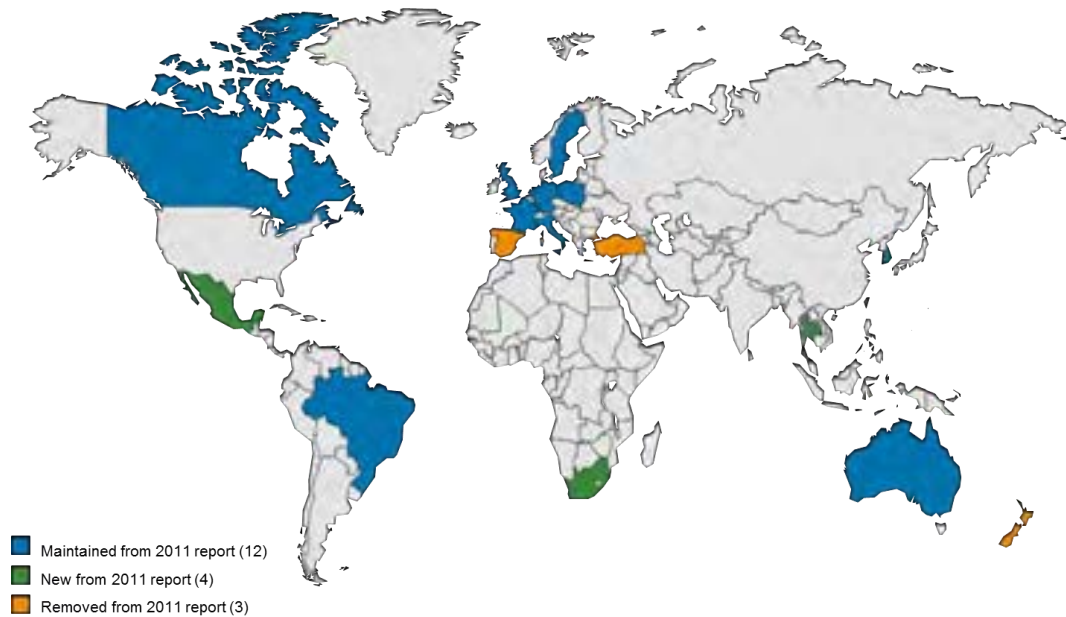 Maintained from 2011 report (12)
New from 2011 report (4)
Removed from 2011 report (3)